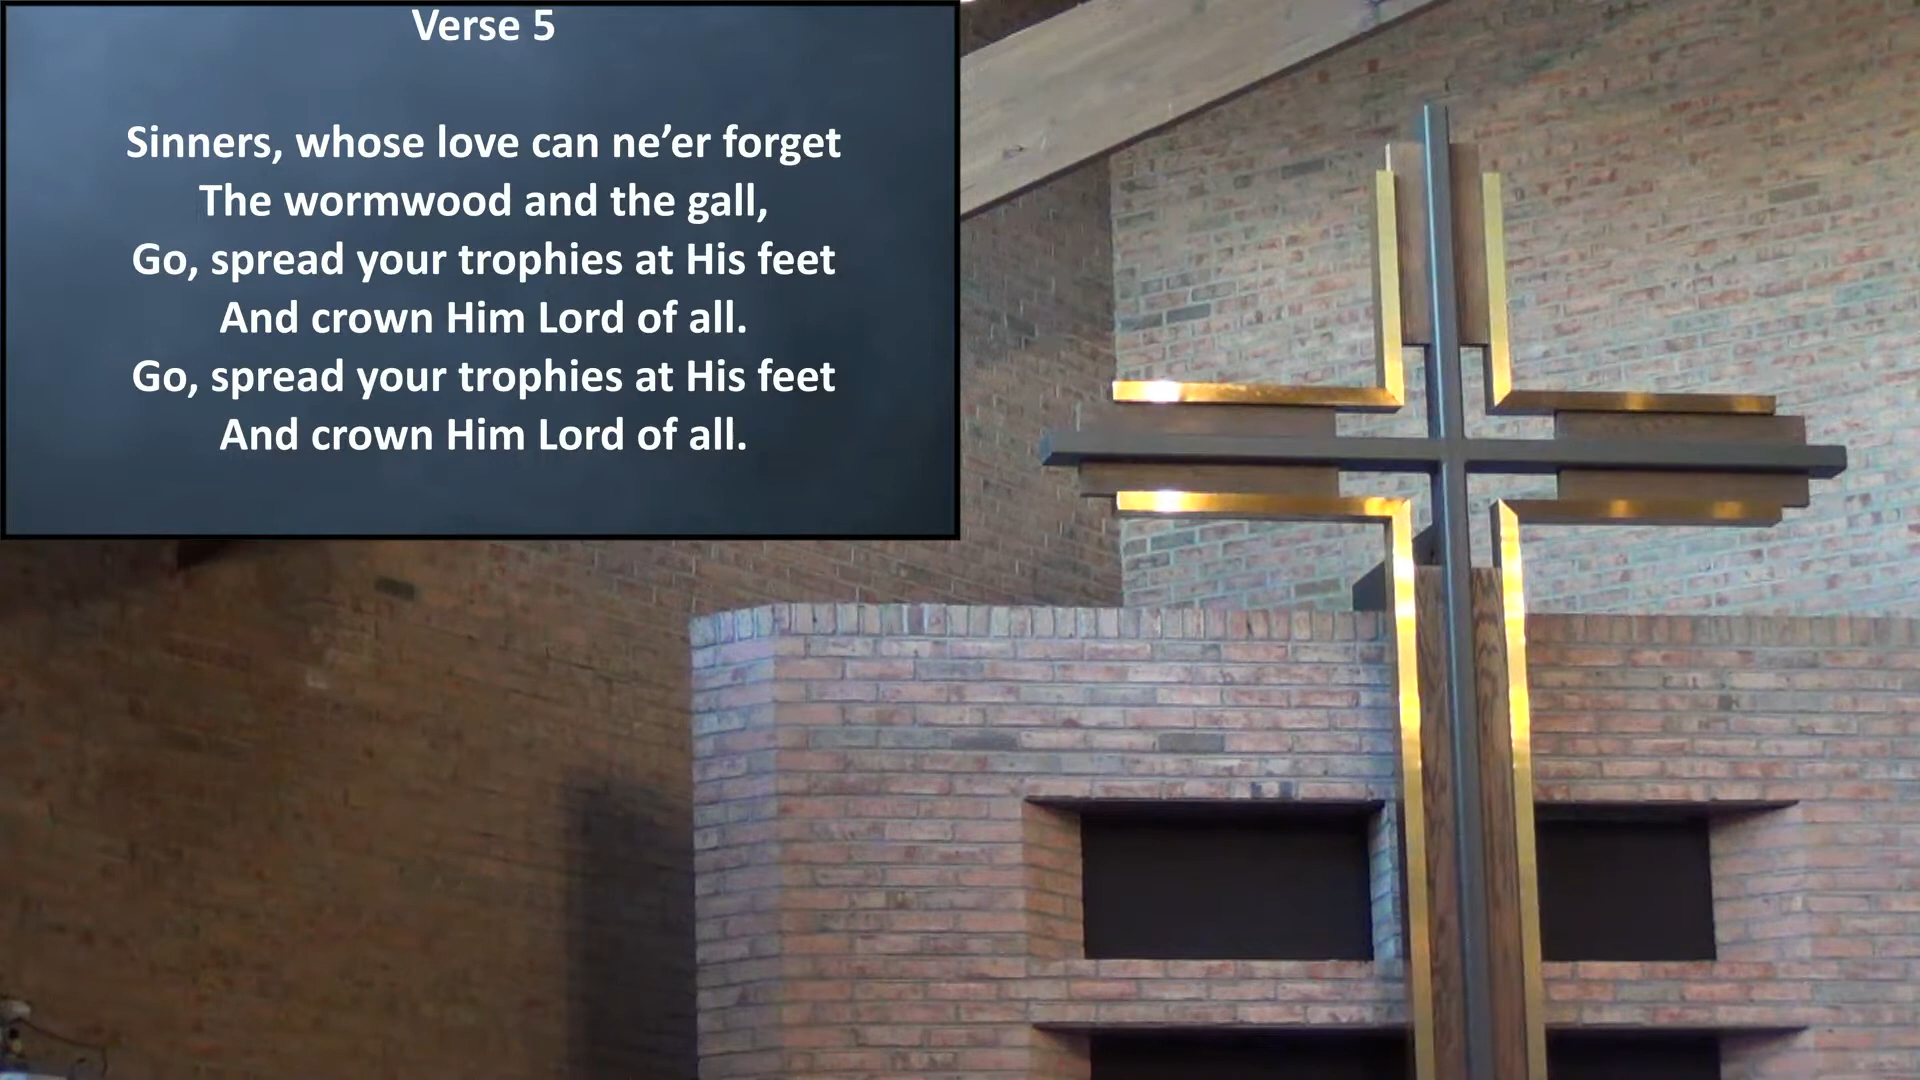 Verse 5
Sinners, whose love can ne’er forget
The wormwood and the gall,
Go, spread your trophies at His feet
And crown Him Lord of all.
Go, spread your trophies at His feet
And crown Him Lord of all.